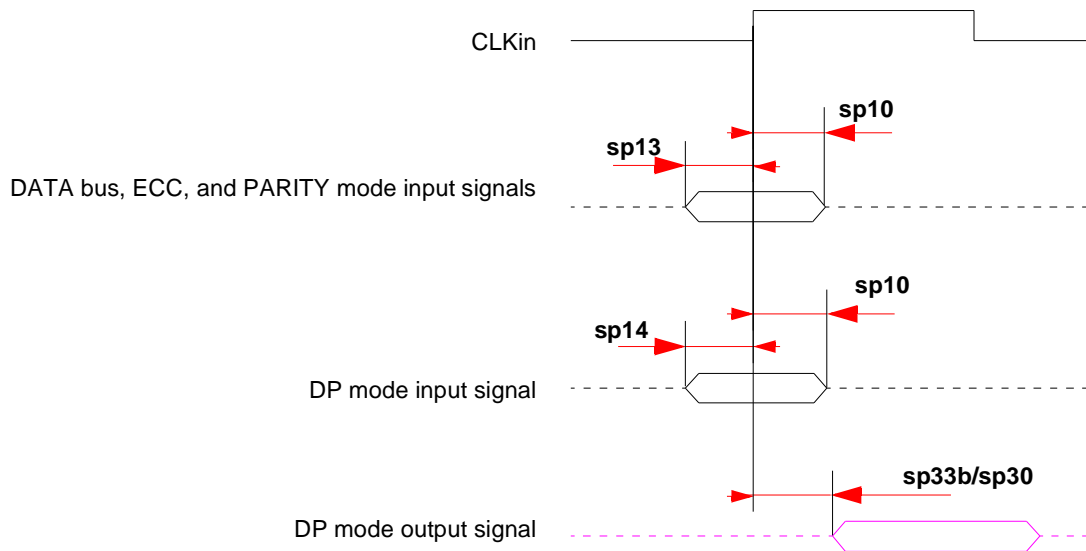 CLKin
sp10
sp13
DATA bus, ECC, and PARITY mode input signals
sp10
sp14
DP mode input signal
sp33b/sp30
DP mode output signal